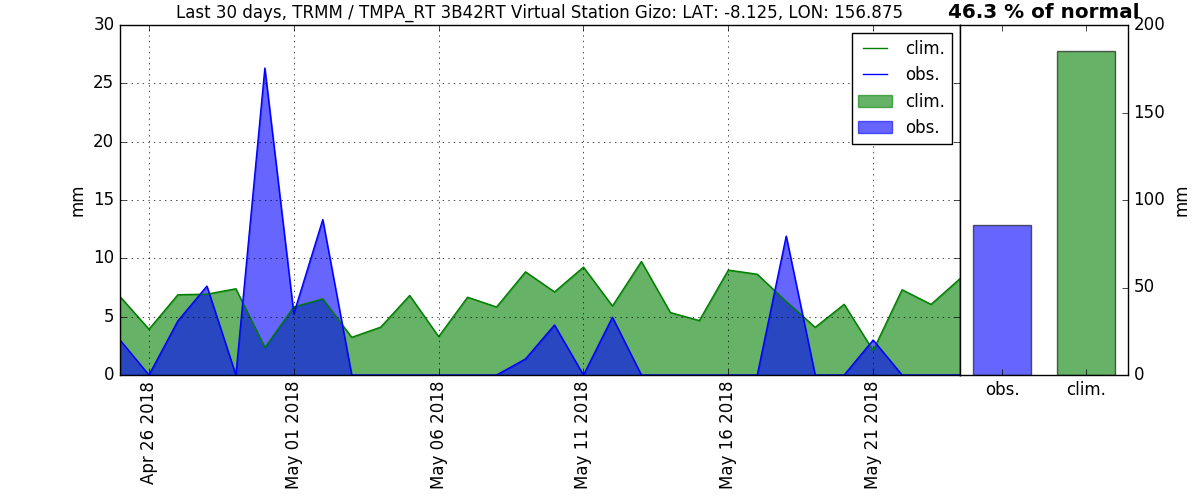 Last 30 days, TRMM / TMPA_RT 3B42RT Virtual Station Gizo: LAT: -8.125, LON: 156.875
46.3 % of normal
30
25
20
15
10
5
0
mm
clim.
obs.
clim.
obs.
Apr 26 2018
May 01 2018
May 06 2018
May 11 2018
May 16 2018
May 21 2018
200
150
100
50
0
mm
obs.
clim.